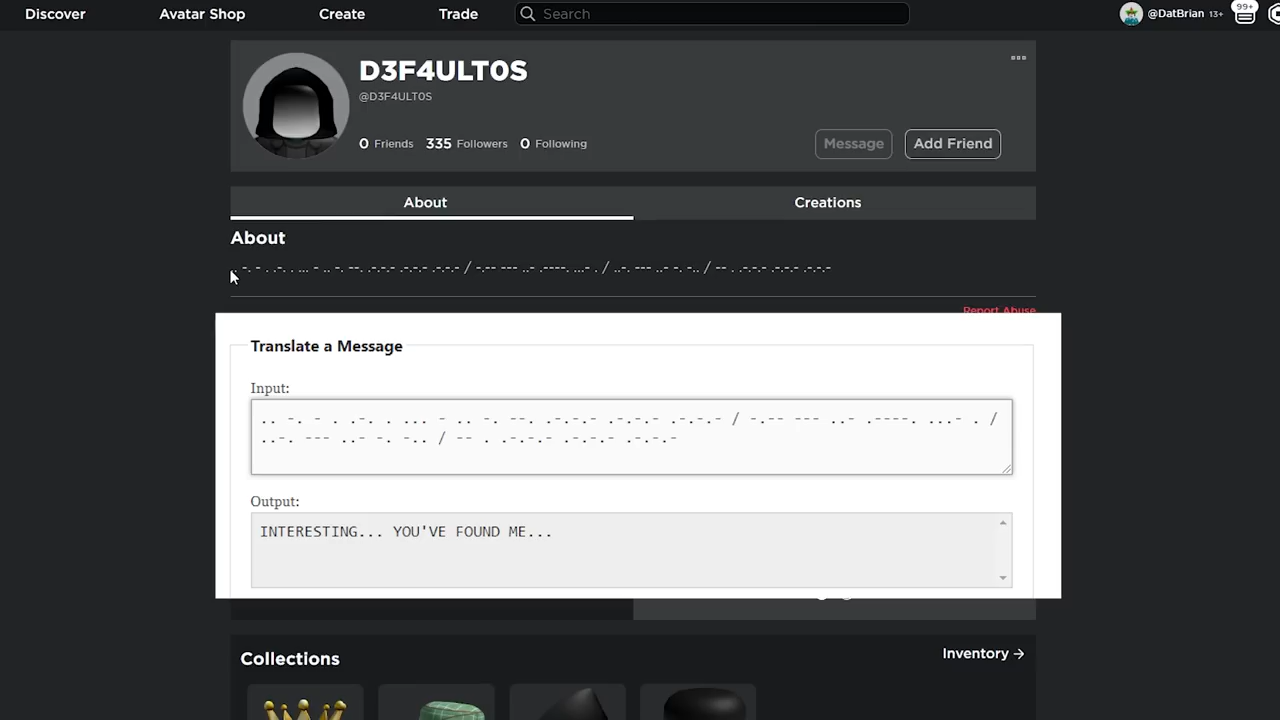 Discover Avatar Shop Create Trade Search @DatBrian 13+ 99+
D3F4ULT0S
@D3F4ULT0S
0 Friends 335 Followers 0 Following Message Add Friend
About Creations
About
.. -. - . .-. . ... - .. -. --. .-.-.- .-.-.- .-.-.- / -.-- --- ..- .----. ...- . / ..-. --- ..- -. -.. / -- . .-.-.- .-.-.- .-.-.-
Report Abuse
Translate a Message
Input:
.. -. - . .-. . ... - .. -. --. .-.-.- .-.-.- .-.-.- / -.-- --- ..- .----. ...- . /
..-. --- ..- -. -.. / -- . .-.-.- .-.-.- .-.-.-
Output:
INTERESTING... YOU'VE FOUND ME...
Collections Inventory →